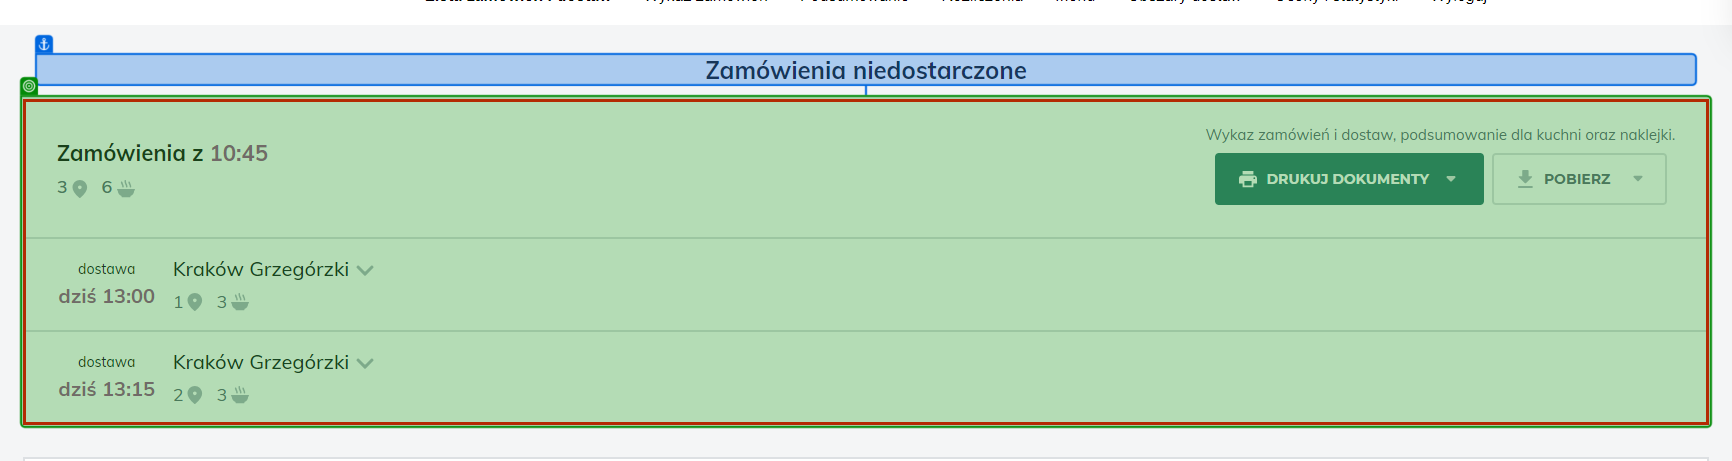 Zamówienia niedostarczone
Wykaz zamówień i dostaw, podsumowanie dla kuchni oraz naklejki.
Zamówienia z 10:45
3 6
DRUKUJ DOKUMENTY POBIERZ
dostawa Kraków Grzegórzki
dziś 13:00 1 3
dostawa Kraków Grzegórzki
dziś 13:15 2 3